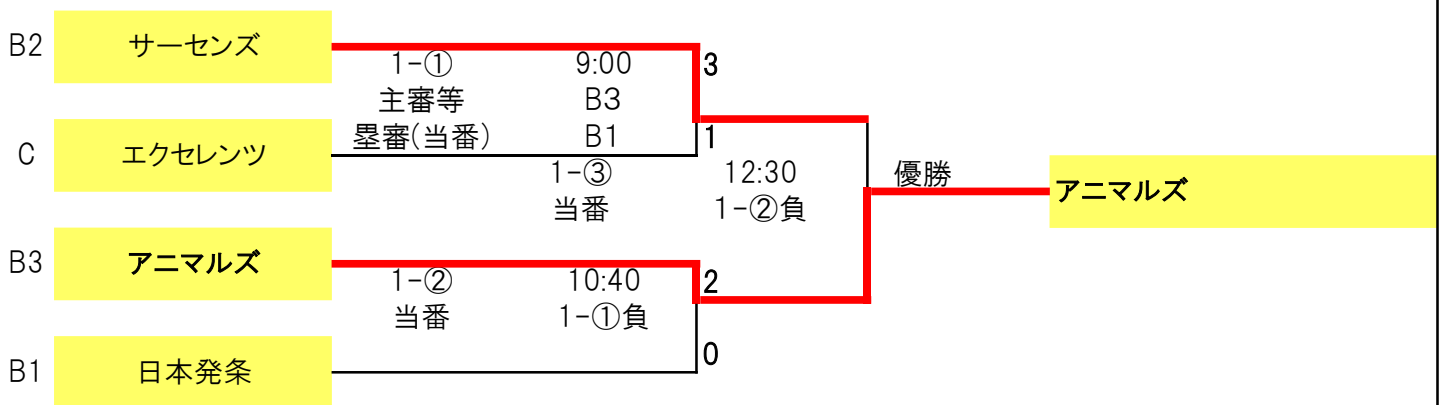 B2 サーセンズ
1-① 9:00 3
主審等 B3
塁審(当番) B1 1
C エクセレンツ
1-③ 12:30 優勝
アニマルズ
当番 1-②負
B3 アニマルズ
1-② 10:40 2
当番 1-①負
0
B1 日本発条